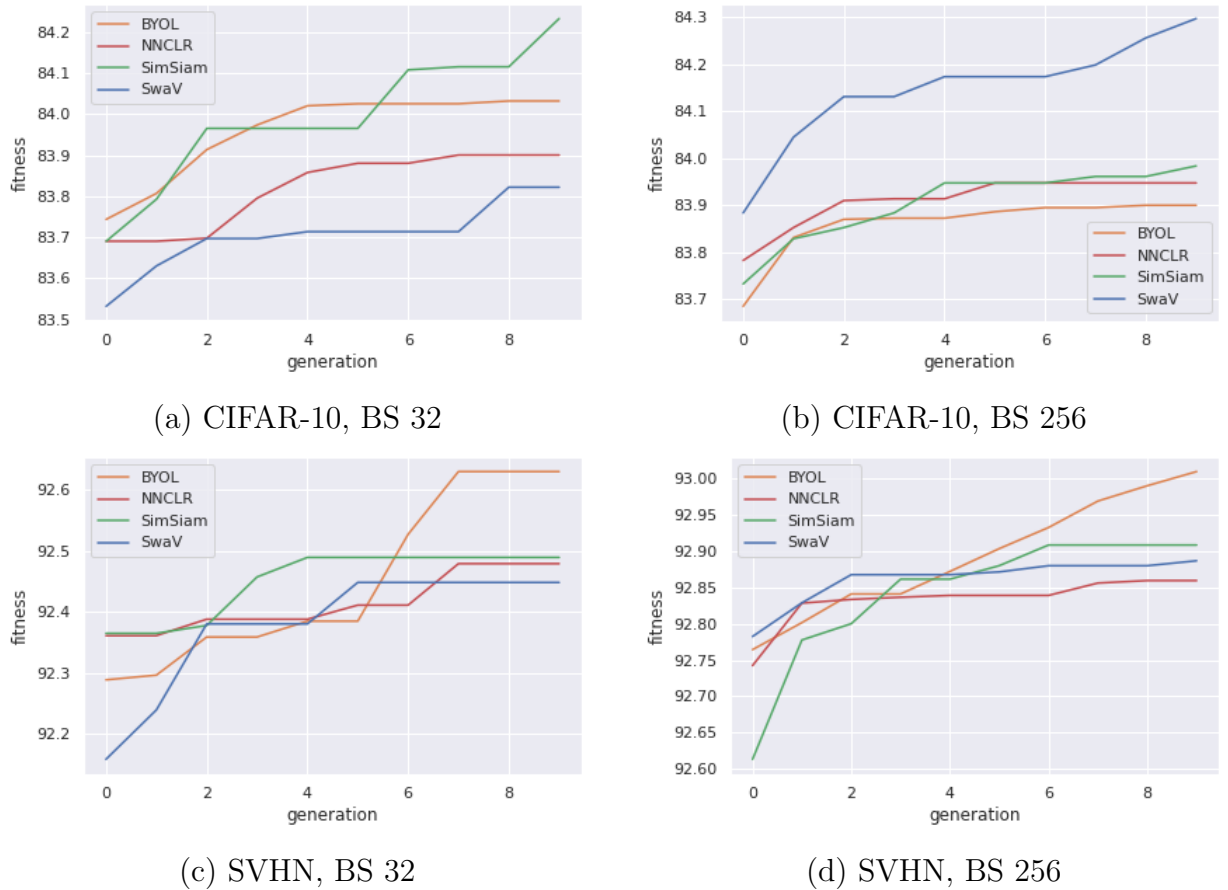 84.2
84.1
84.0
83.9
83.8
83.7
83.6
83.5
fitness
BYOL
NNCLR
SimSiam
SwaV
0 2 4 6 8
generation
(a) CIFAR-10, BS 32
84.3
84.2
84.1
84.0
83.9
83.8
83.7
fitness
BYOL
NNCLR
SimSiam
SwaV
0 2 4 6 8
generation
(b) CIFAR-10, BS 256
92.6
92.5
92.4
92.3
92.2
fitness
BYOL
NNCLR
SimSiam
SwaV
0 2 4 6 8
generation
(c) SVHN, BS 32
93.00
92.95
92.90
92.85
92.80
92.75
92.70
92.65
92.60
fitness
BYOL
NNCLR
SimSiam
SwaV
0 2 4 6 8
generation
(d) SVHN, BS 256